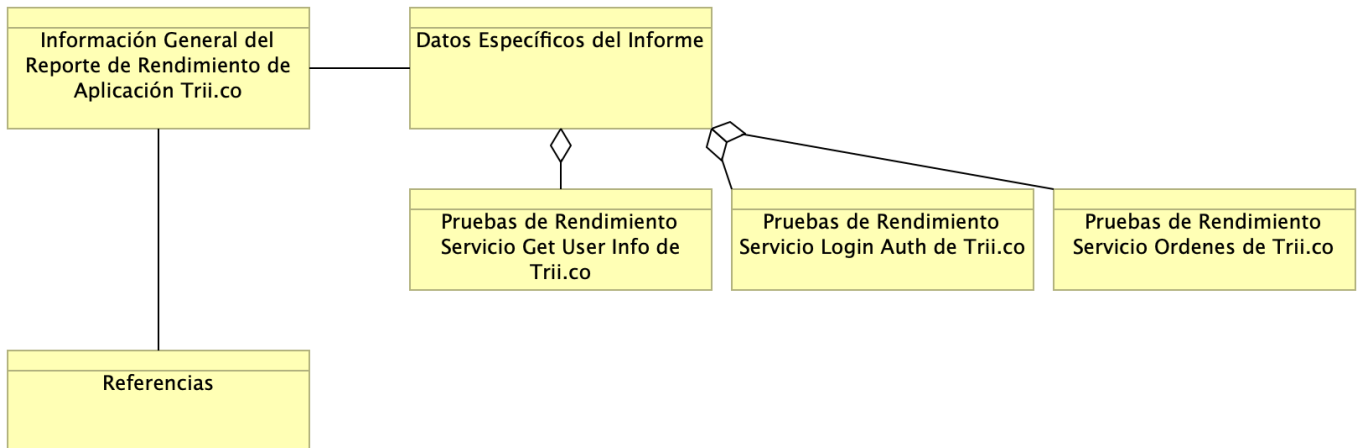 Información General del
Reporte de Rendimiento de
Aplicación Trii.co
Datos Específicos del Informe
Pruebas de Rendimiento
Servicio Get User Info de
Trii.co
Pruebas de Rendimiento
Servicio Login Auth de Trii.co
Pruebas de Rendimiento
Servicio Ordenes de Trii.co
Referencias